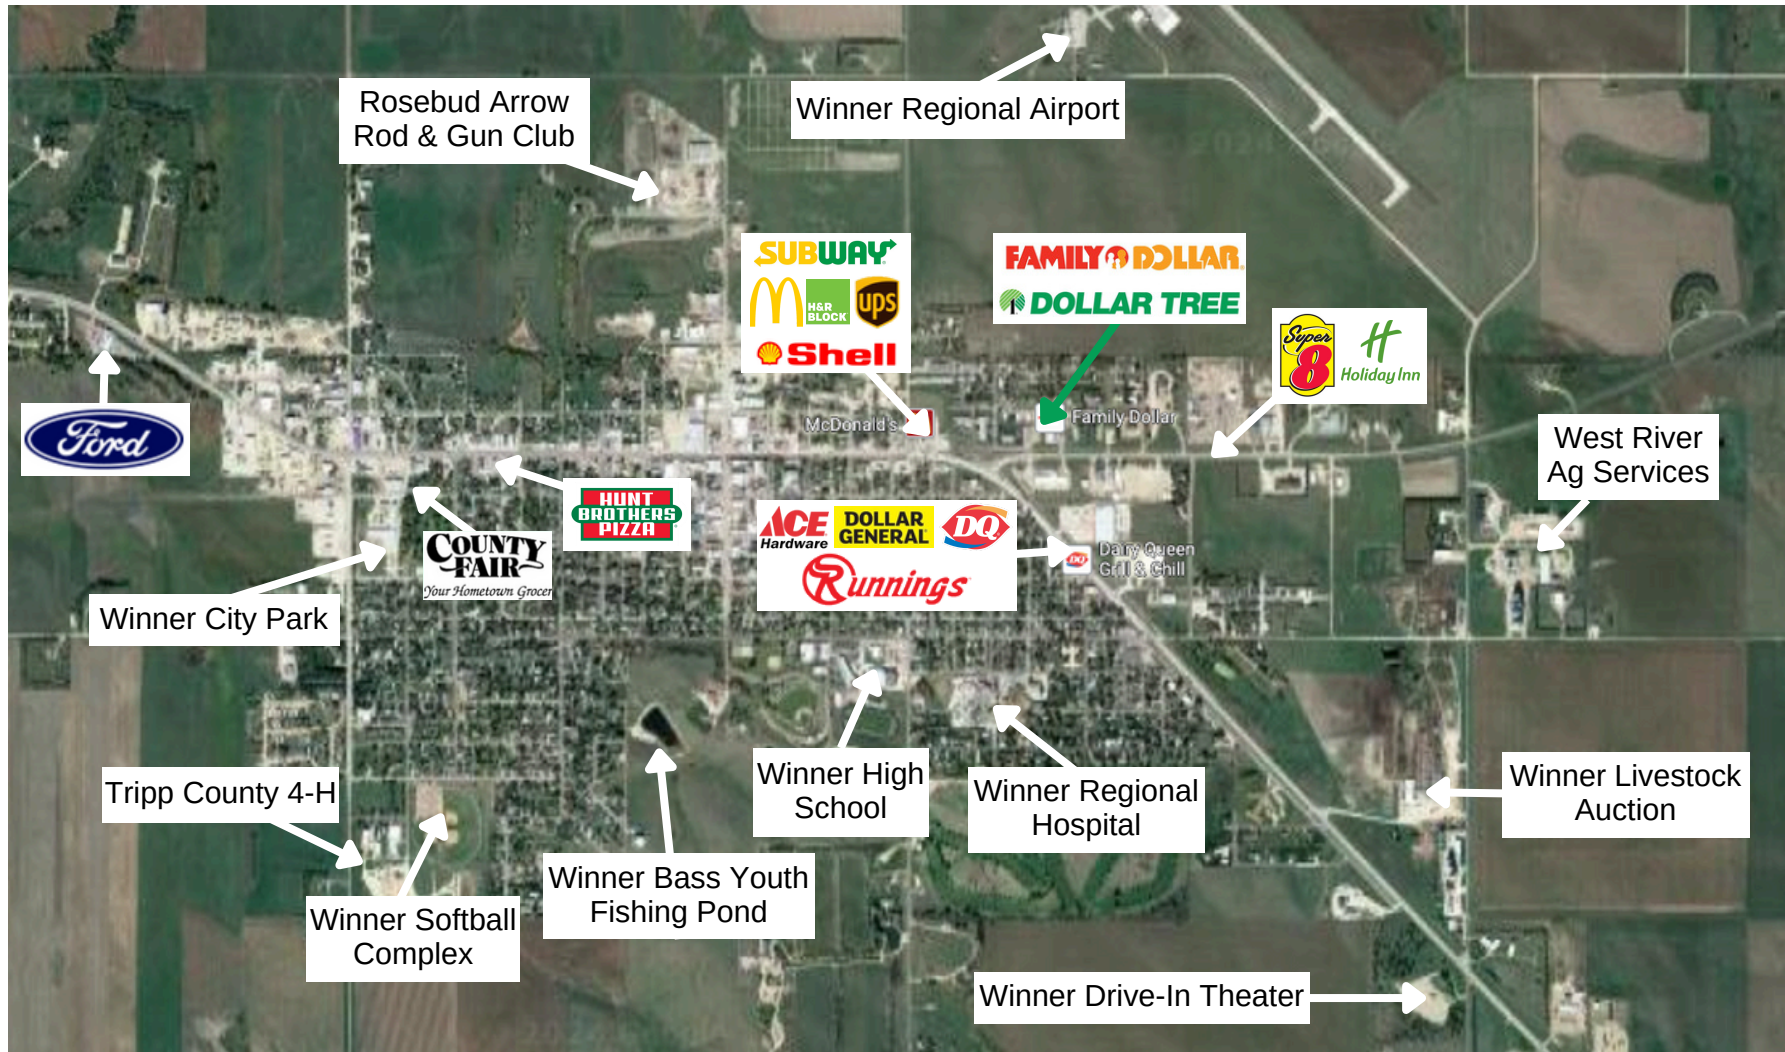 Rosebud Arrow
Rod & Gun Club
Winner Regional Airport
SUBWAY
H&R
BLOCK
ups
Shell
FAMILY DOLLAR
DOLLAR TREE
Super
8
H
Holiday Inn
Ford
McDonald's
Family Dollar
West River
Ag Services
HUNT
BROTHERS
PIZZA
COUNTY
FAIR
Your Hometown Grocer
ACE
Hardware
DOLLAR
GENERAL
DQ
RUNNINGS
DQ
Dairy Queen
Grill & Chill
Winner City Park
Tripp County 4-H
Winner High
School
Winner Regional
Hospital
Winner Livestock
Auction
Winner Bass Youth
Fishing Pond
Winner Softball
Complex
Winner Drive-In Theater